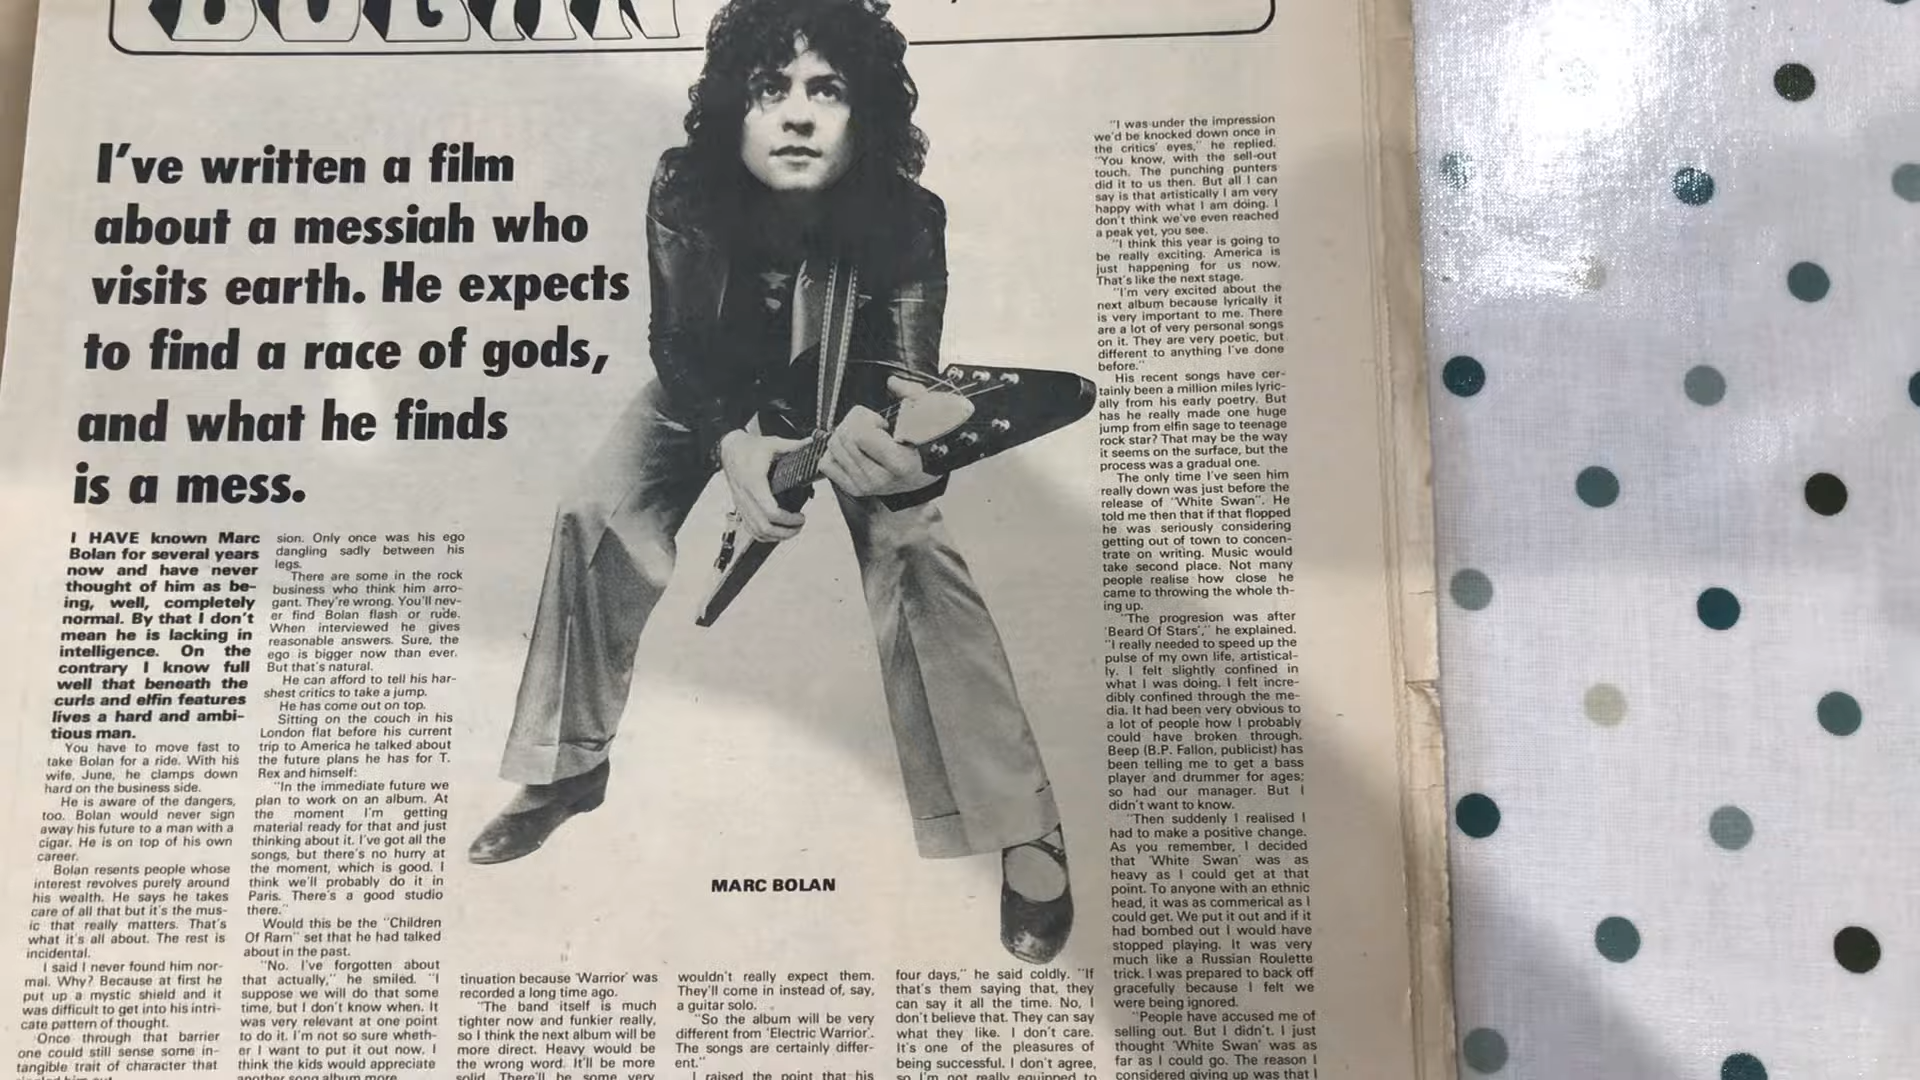 BOLAN
I've written a film
about a messiah who
visits earth. He expects
to find a race of gods,
and what he finds
is a mess.
I HAVE known Marc
Bolan for several years
now and have never
thought of him as be-
ing, well, completely
normal. By that I don't
mean he is lacking in
intelligence. On the
contrary I know full
well that beneath the
curls and elfin features
lives a hard and ambi-
tious man.
You have to move fast to
take Bolan for a ride. With his
wife, June, he clamps down
hard on the business side.
He is aware of the dangers,
too. Bolan would never sign
away his future to a man with a
cigar. He is on top of his own
career.
Bolan resents people whose
interest revolves purely around
his wealth. He says he takes
care of all that but it's the mus-
ic that really matters. That's
what it's all about. The rest is
incidental.
I said I never found him nor-
mal. Why? Because at first he
put up a mystic shield and it
was difficult to get into his intri-
cate pattern of thought.
Once through that barrier
one could still sense some in-
tangible trait of character that
sion. Only once was his ego
dangling sadly between his
legs.
There are some in the rock
business who think him arro-
gant. They're wrong. You'll nev-
er find Bolan flash or rude.
When interviewed he gives
reasonable answers. Sure, the
ego is bigger now than ever.
But that's natural.
He can afford to tell his har-
shest critics to take a jump.
He has come out on top.
Sitting on the couch in his
London flat before his current
trip to America he talked about
the future plans he has for T.
Rex and himself:
"In the immediate future we
plan to work on an album. At
the moment I'm getting
material ready for that and just
thinking about it. I've got all the
songs, but there's no hurry at
the moment, which is good. I
think we'll probably do it in
Paris. There's a good studio
there."
Would this be the "Children
Of Rarn" set that he had talked
about in the past.
"No. I've forgotten about
that actually," he smiled. "I
suppose we will do that some
time, but I don't know when. It
was very relevant at one point
to do it. I'm not so sure wheth-
er I want to put it out now. I
think the kids would appreciate
another song album more.
tinuation because 'Warrior' was
recorded a long time ago.
"The band itself is much
tighter now and funkier really,
so I think the next album will be
more direct. Heavy would be
the wrong word. It'll be more
solid. There'll be some very
wouldn't really expect them.
They'll come in instead of, say,
a guitar solo.
"So the album will be very
different from 'Electric Warrior'.
The songs are certainly differ-
ent."
I raised the point that his
four days," he said coldly. "If
that's them saying that, they
can say it all the time. No, I
don't believe that. They can say
what they like. I don't care.
It's one of the pleasures of
being successful. I don't agree,
so I'm not really equipped to
MARC BOLAN
"I was under the impression
we'd be knocked down once in
the critics' eyes," he replied.
"You know, with the sell-out
touch. The punching punters
did it to us then. But all I can
say is that artistically I am very
happy with what I am doing. I
don't think we've even reached
a peak yet, you see.
"I think this year is going to
be really exciting. America is
just happening for us now.
That's like the next stage.
"I'm very excited about the
next album because lyrically it
is very important to me. There
are a lot of very personal songs
on it. They are very poetic, but
different to anything I've done
before."
His recent songs have cer-
tainly been a million miles lyric-
ally from his early poetry. But
has he really made one huge
jump from elfin sage to teenage
rock star? That may be the way
it seems on the surface, but the
process was a gradual one.
The only time I've seen him
really down was just before the
release of "White Swan". He
told me then that if that flopped
he was seriously considering
getting out of town to concen-
trate on writing. Music would
take second place. Not many
people realise how close he
came to throwing the whole th-
ing up.
"The progresion was after
'Beard Of Stars'," he explained.
"I really needed to speed up the
pulse of my own life, artistical-
ly. I felt slightly confined in
what I was doing. I felt incre-
dibly confined through the me-
dia. It had been very obvious to
a lot of people how I probably
could have broken through.
Beep (B.P. Fallon, publicist) has
been telling me to get a bass
player and drummer for ages;
so had our manager. But I
didn't want to know.
"Then suddenly I realised I
had to make a positive change.
As you remember, I decided
that 'White Swan' was as
heavy as I could get at that
point. To anyone with an ethnic
head, it was as commerical as I
could get. We put it out and if it
had bombed out I would have
stopped playing. It was very
much like a Russian Roulette
trick. I was prepared to back off
gracefully because I felt we
were being ignored.
"People have accused me of
selling out. But I didn't. I just
thought 'White Swan' was as
far as I could go. The reason I
considered giving up was that I